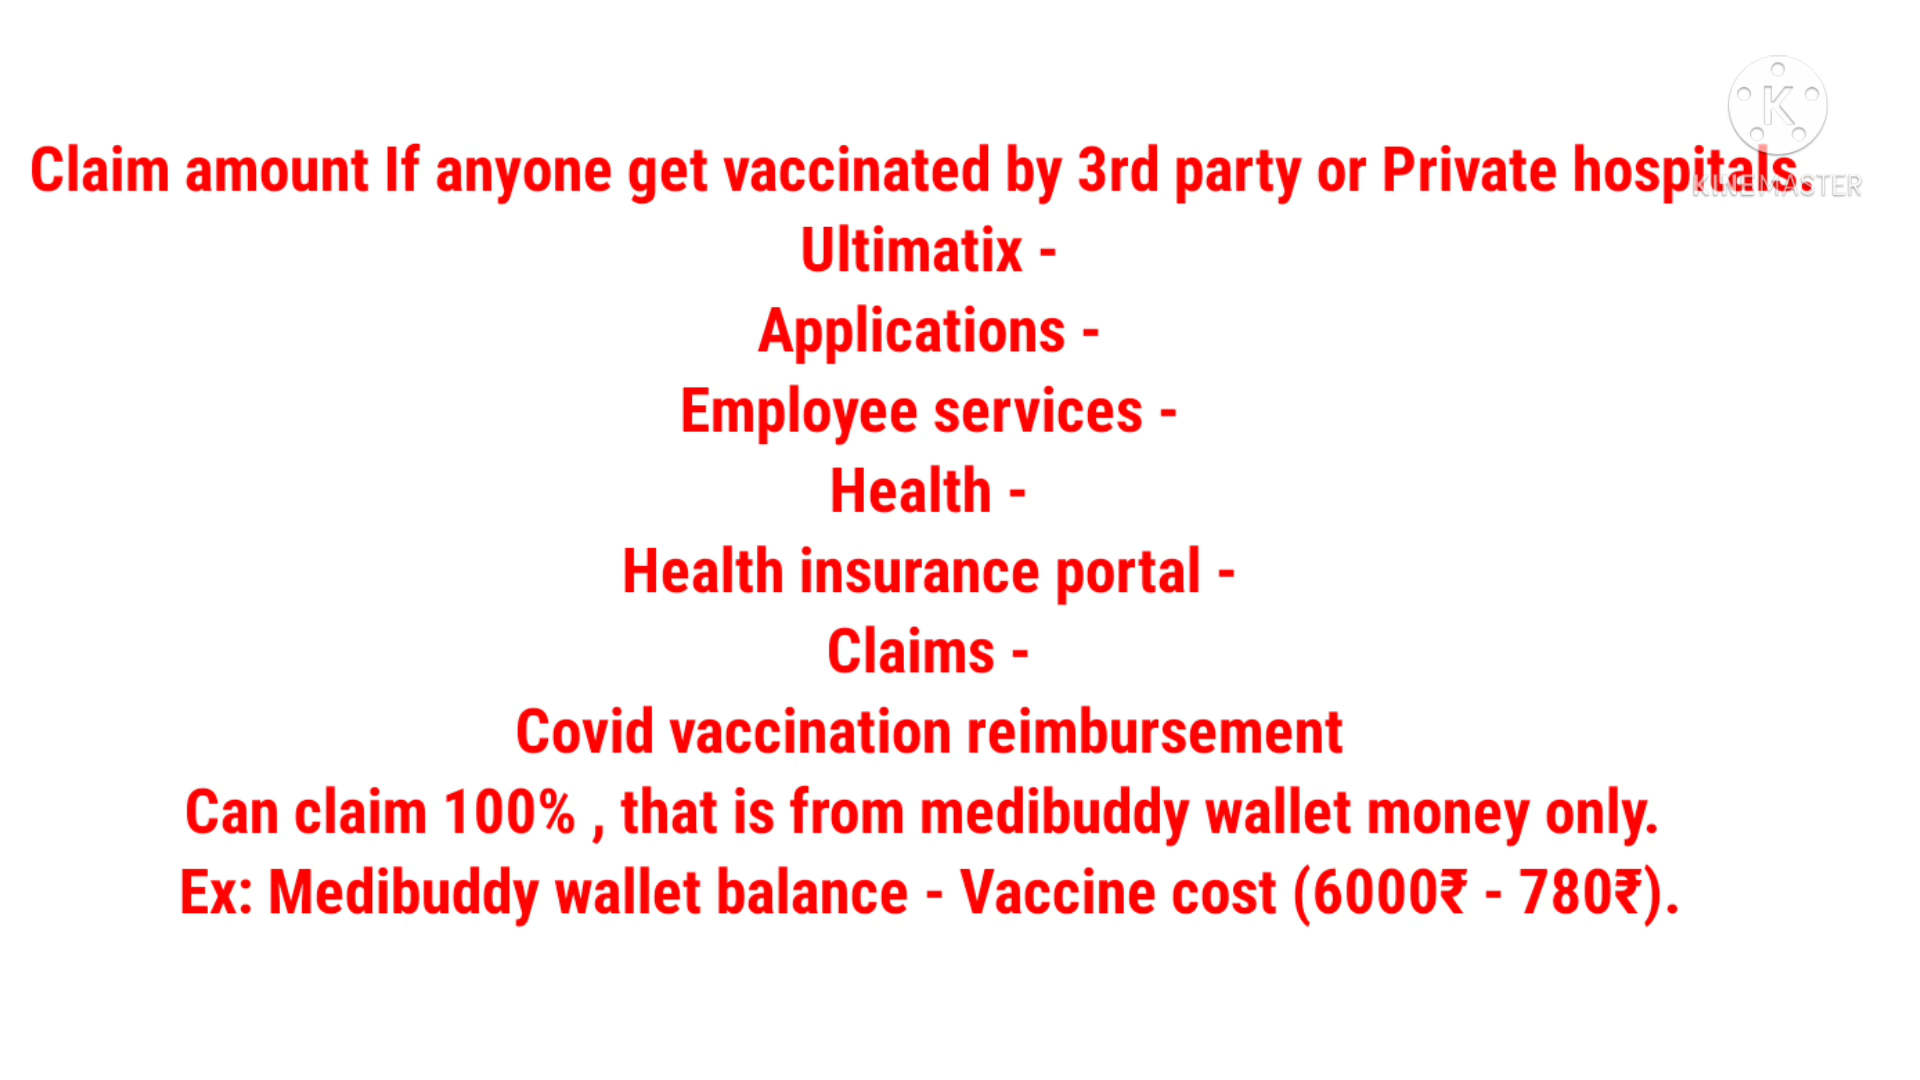 Claim amount If anyone get vaccinated by 3rd party or Private hospitals.
KINEMASTER
Ultimatix -
Applications -
Employee services -
Health -
Health insurance portal -
Claims -
Covid vaccination reimbursement
Can claim 100% , that is from medibuddy wallet money only.
Ex: Medibuddy wallet balance - Vaccine cost (6000₹ - 780₹).